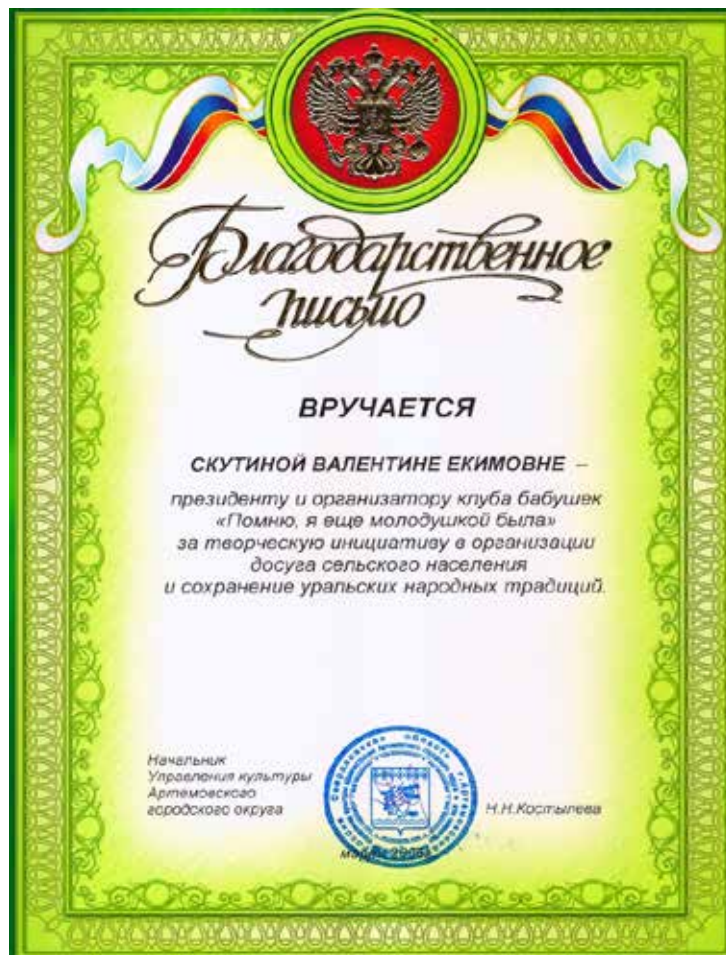 Благодарственное
письмо
ВРУЧАЕТСЯ
СКУТИНОЙ ВАЛЕНТИНЕ ЕКИМОВНЕ –
президенту и организатору клуба бабушек
«Помню, я еще молодушкой была»
за творческую инициативу в организации
досуга сельского населения
и сохранение уральских народных традиций.
Начальник
Управления культуры
Артемовского
городского округа
Н.Н.Костылева